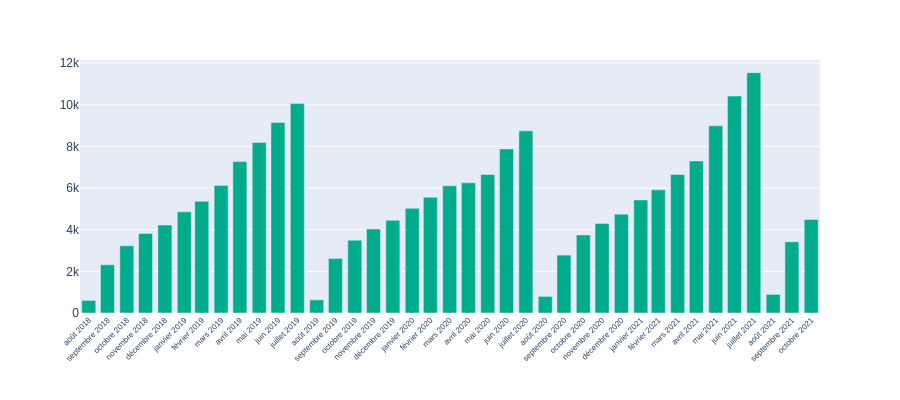 12k
10k
8k
6k
4k
2k
0
août 2018
septembre 2018
octobre 2018
novembre 2018
décembre 2018
janvier 2019
février 2019
mars 2019
avril 2019
mai 2019
juin 2019
juillet 2019
août 2019
septembre 2019
octobre 2019
novembre 2019
décembre 2019
janvier 2020
février 2020
mars 2020
avril 2020
mai 2020
juin 2020
juillet 2020
août 2020
septembre 2020
octobre 2020
novembre 2020
décembre 2020
janvier 2021
février 2021
mars 2021
avril 2021
mai 2021
juin 2021
juillet 2021
août 2021
septembre 2021
octobre 2021